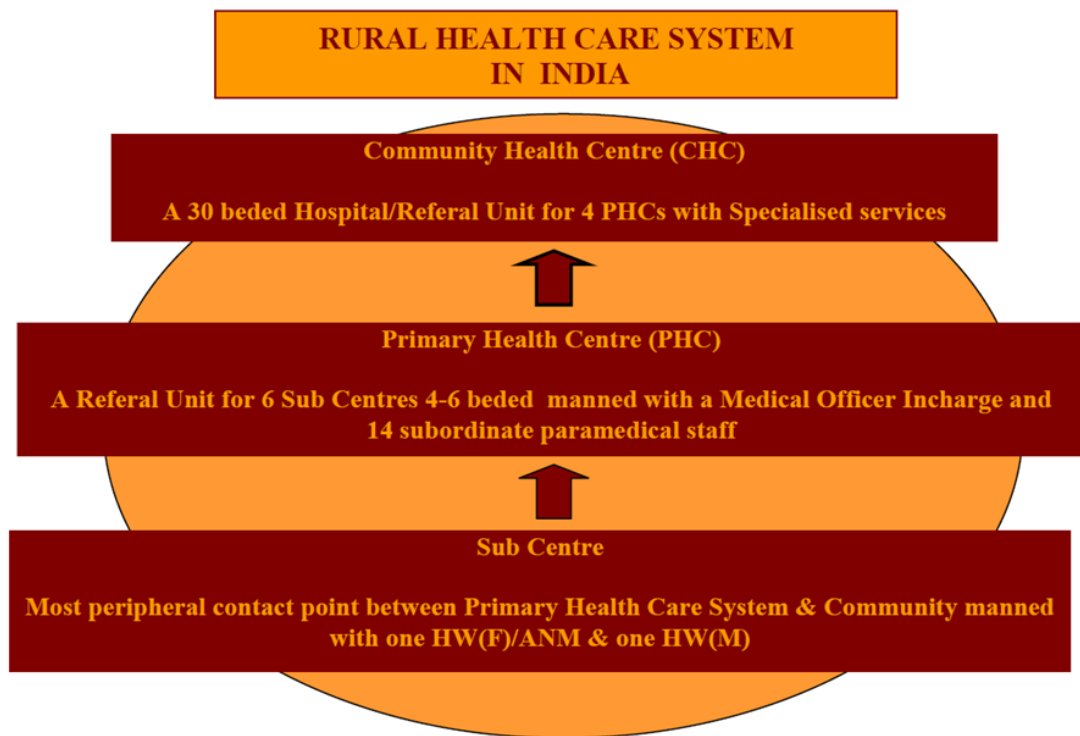 RURAL HEALTH CARE SYSTEM
IN INDIA
Community Health Centre (CHC)
A 30 beded Hospital/Referal Unit for 4 PHCs with Specialised services
Primary Health Centre (PHC)
A Referal Unit for 6 Sub Centres 4-6 beded manned with a Medical Officer Incharge and
14 subordinate paramedical staff
Sub Centre
Most peripheral contact point between Primary Health Care System & Community manned
with one HW(F)/ANM & one HW(M)